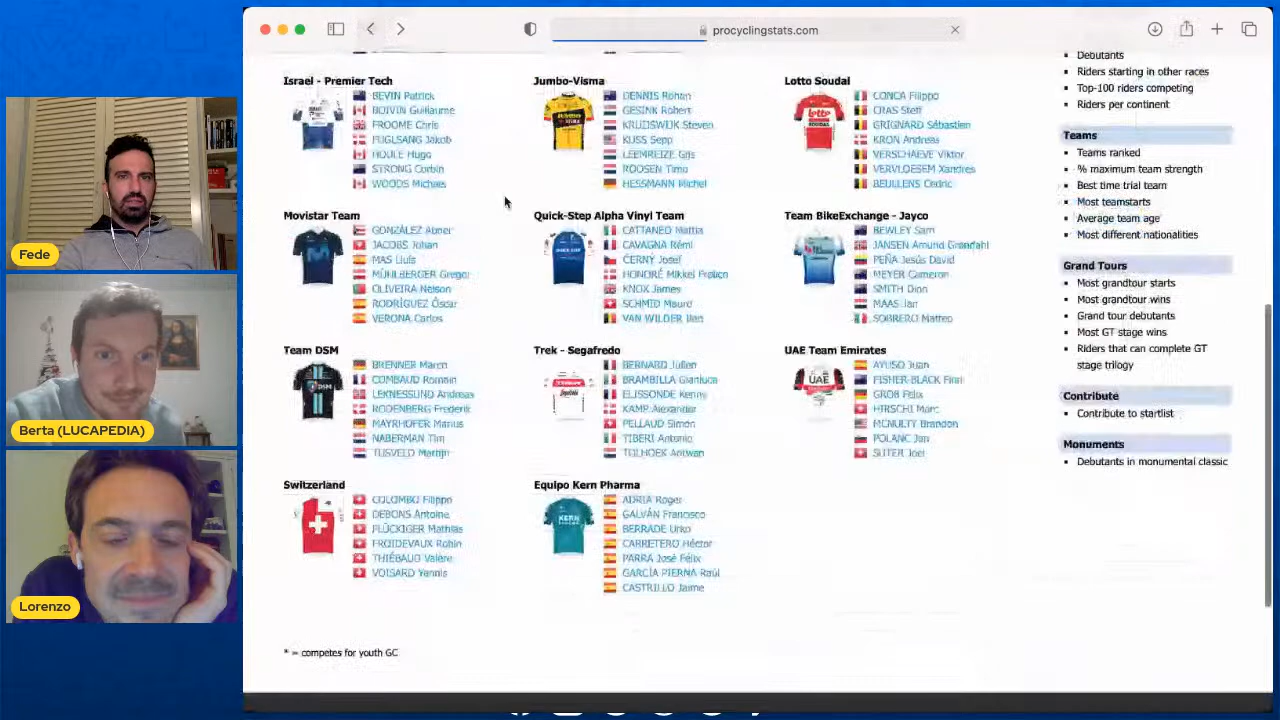 procyclingstats.com
Israel - Premier Tech
BEVIN Patrick
BOIVIN Guillaume
FROOME Chris
FUGLSANG Jakob
HOULE Hugo
STRONG Corbin
WOODS Michael
Jumbo-Visma
DENNIS Rohan
GESINK Robert
KRUIJSWIJK Steven
KUSS Sepp
LEEMREIZE Gijs
ROOSEN Timo
HESSMANN Michel
Lotto Soudal
CONCA Filippo
CRAS Steff
GRIGNARD Sébastien
KRON Andreas
VERSCHAEVE Viktor
VERVLOESEM Xandres
BEULLENS Cedric
Movistar Team
GONZÁLEZ Abner
JACOBS Johan
MAS Lluís
MÜHLBERGER Gregor
OLIVEIRA Nelson
RODRÍGUEZ Óscar
VERONA Carlos
Quick-Step Alpha Vinyl Team
CATTANEO Mattia
CAVAGNA Rémi
ČERNÝ Josef
HONORÉ Mikkel Frølich
KNOX James
SCHMID Mauro
VAN WILDER Ilan
Team BikeExchange - Jayco
BEWLEY Sam
JANSEN Amund Grøndahl
PEÑA Jesús David
MEYER Cameron
SMITH Dion
MAAS Jan
SOBRERO Matteo
Team DSM
BRENNER Marco
COMBAUD Romain
LEKNESSUND Andreas
RODENBERG Frederik
MAYRHOFER Marius
NABERMAN Tim
TUSVELD Martijn
Trek - Segafredo
BERNARD Julien
BRAMBILLA Gianluca
ELISSONDE Kenny
KAMP Alexander
PELLAUD Simon
TIBERI Antonio
TOLHOEK Antwan
UAE Team Emirates
AYUSO Juan
FISHER-BLACK Finn
GROß Felix
HIRSCHI Marc
MCNULTY Brandon
POLANC Jan
SUTER Joel
Switzerland
COLOMBO Filippo
DEBONS Antoine
FLÜCKIGER Mathias
FROIDEVAUX Robin
THIÉBAUD Valère
VOISARD Yannis
Equipo Kern Pharma
ADRIÀ Roger
GALVÁN Francisco
BERRADE Urko
CARRETERO Héctor
PARRA José Félix
GARCÍA PIERNA Raúl
CASTRILLO Jaime
* = competes for youth GC
Debutants
Riders starting in other races
Top-100 riders competing
Riders per continent
Teams
Teams ranked
% maximum team strength
Best time trial team
Most teamstarts
Average team age
Most different nationalities
Grand Tours
Most grandtour starts
Most grandtour wins
Grand tour debutants
Most GT stage wins
Riders that can complete GT
stage trilogy
Contribute
Contribute to startlist
Monuments
Debutants in monumental classic
Fede
Berta (LUCAPEDIA)
Lorenzo